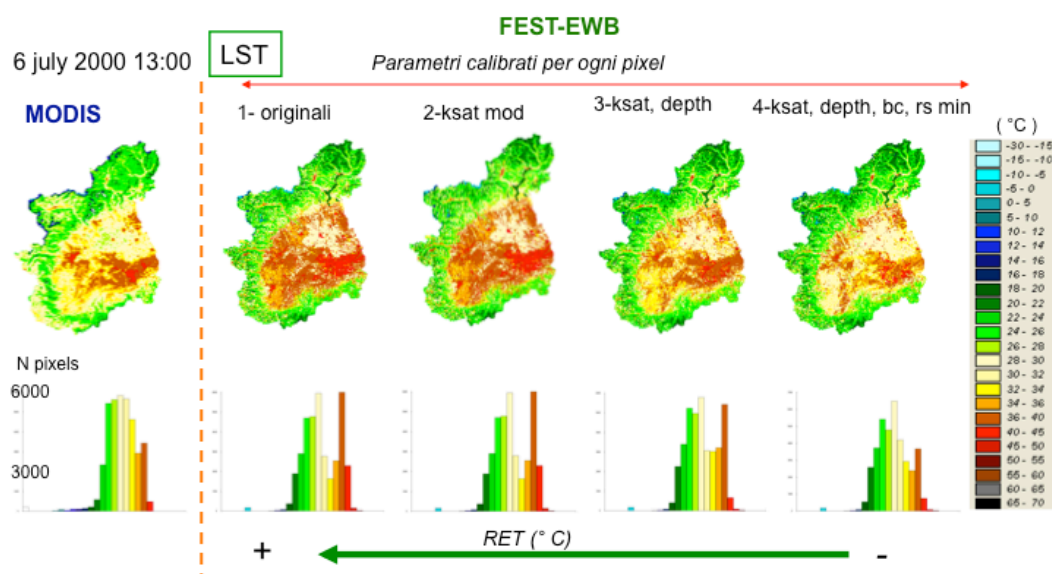 FEST-EWB
6 july 2000 13:00
LST
Parametri calibrati per ogni pixel
MODIS
1- originali
2-ksat mod
3-ksat, depth
4-ksat, depth, bc, rs min
( °C )
-30 - -15
-15 - -10
-10 - -5
-5 - 0
0 - 5
5 - 10
10 - 12
12 - 14
14 - 16
16 - 18
18 - 20
20 - 22
22 - 24
24 - 26
26 - 28
28 - 30
30 - 32
32 - 34
34 - 36
36 - 40
40 - 45
45 - 50
50 - 55
55 - 60
60 - 65
65 - 70
N pixels
6000
3000
RET (° C)
+
-